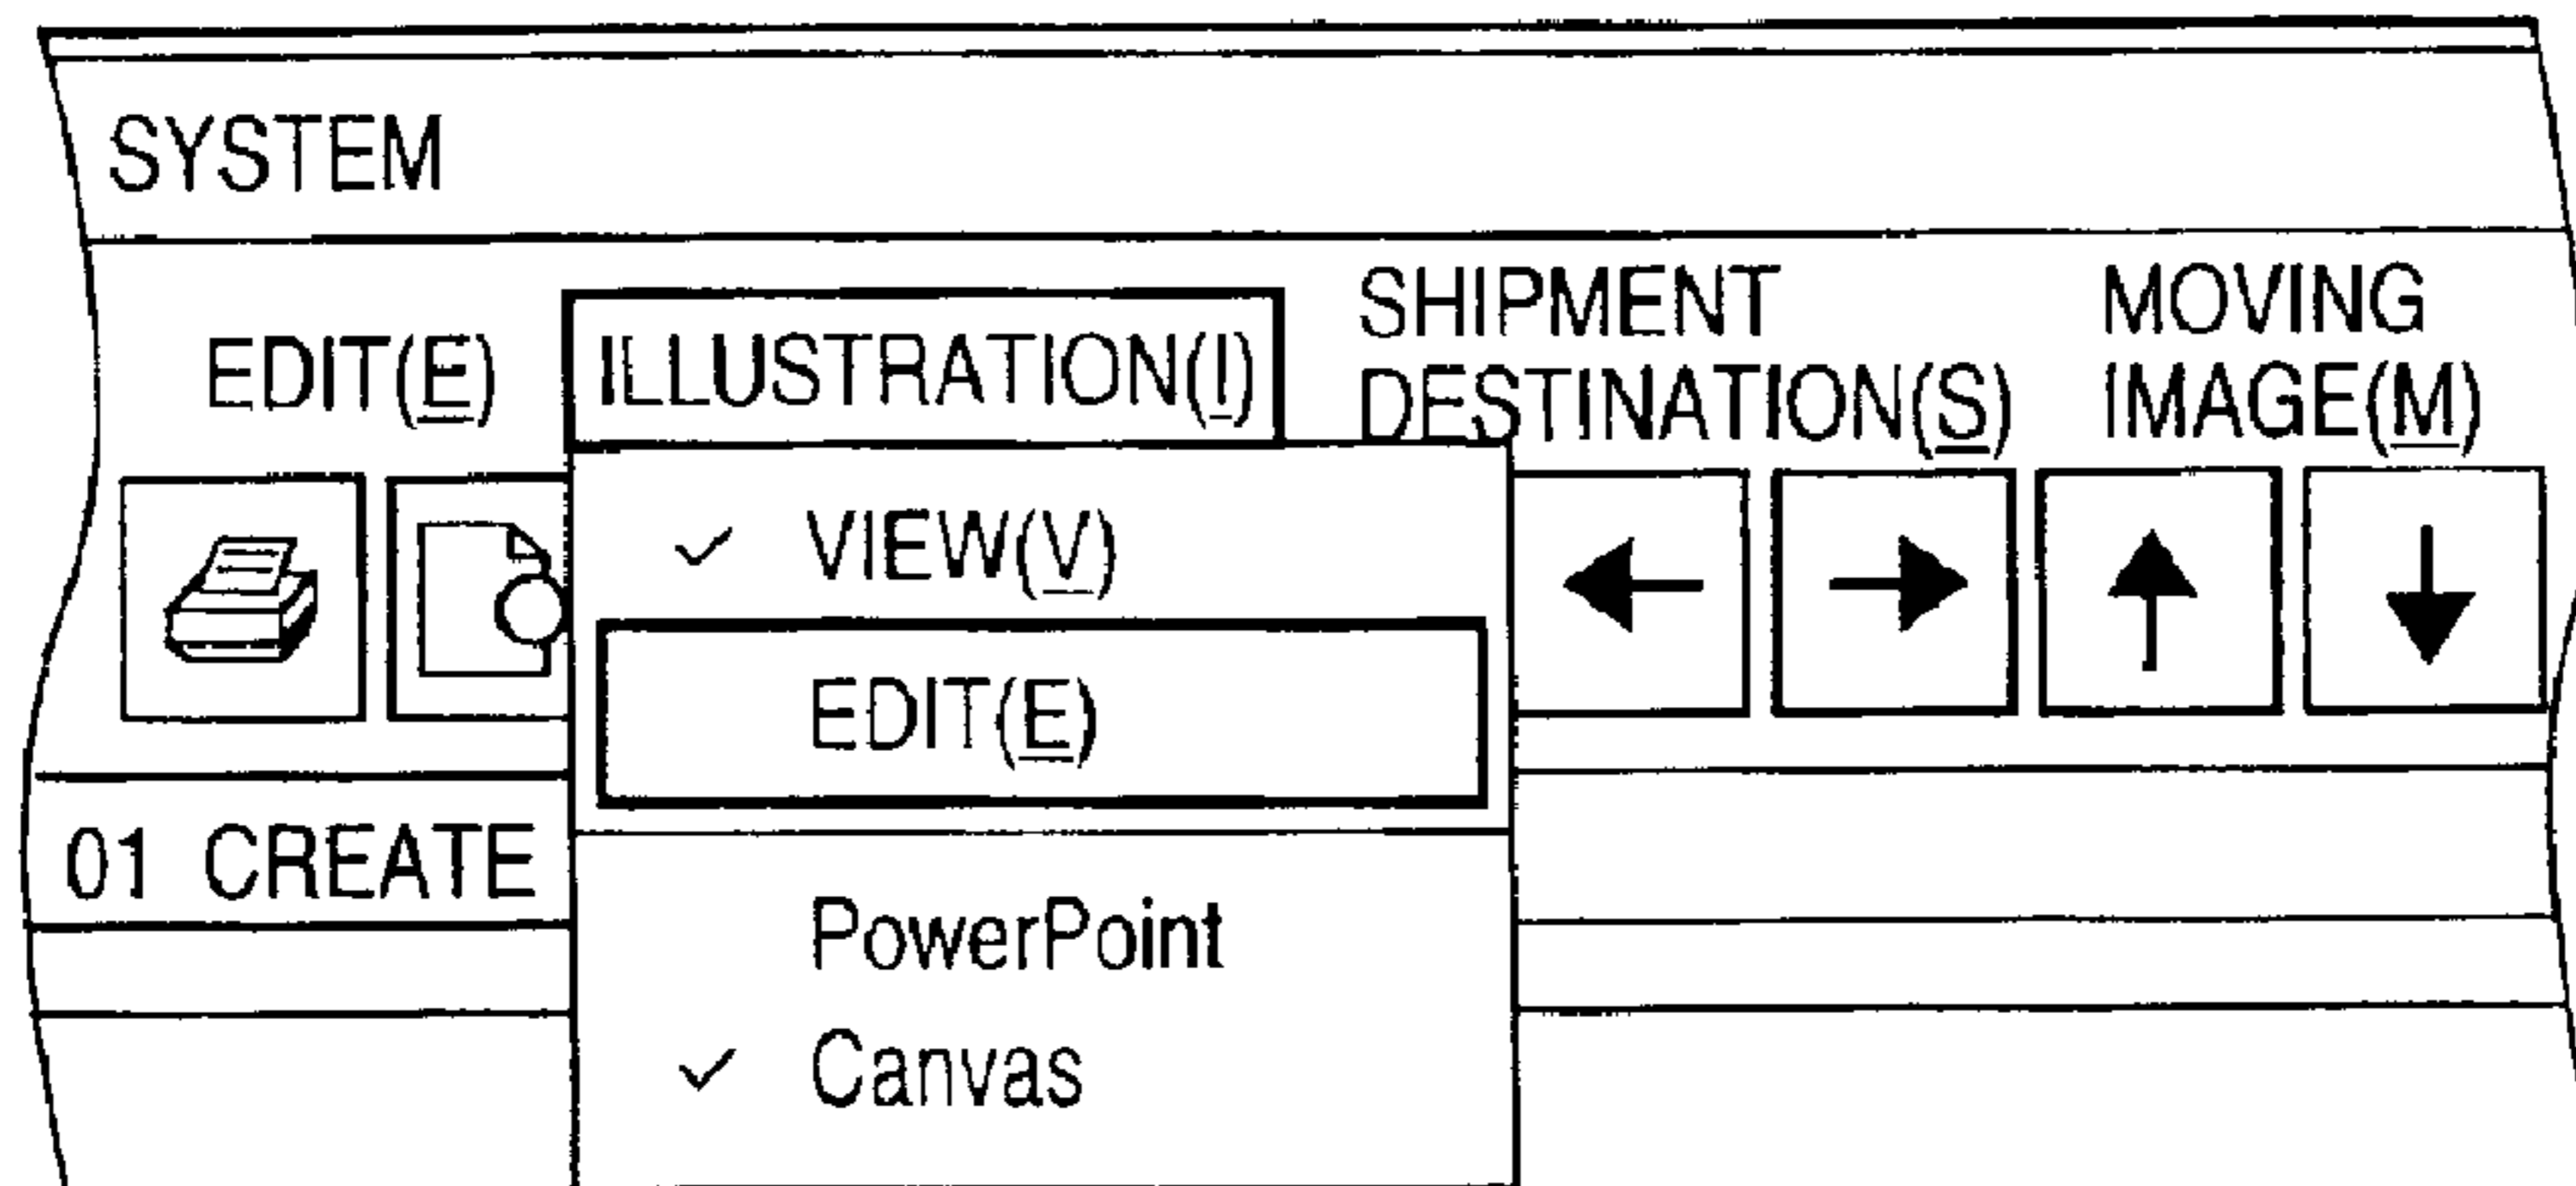 SYSTEM
EDIT(E) ILLUSTRATION(I) SHIPMENT DESTINATION(S) MOVING IMAGE(M)
✓ VIEW(V)
EDIT(E)
01 CREATE
PowerPoint
✓ Canvas